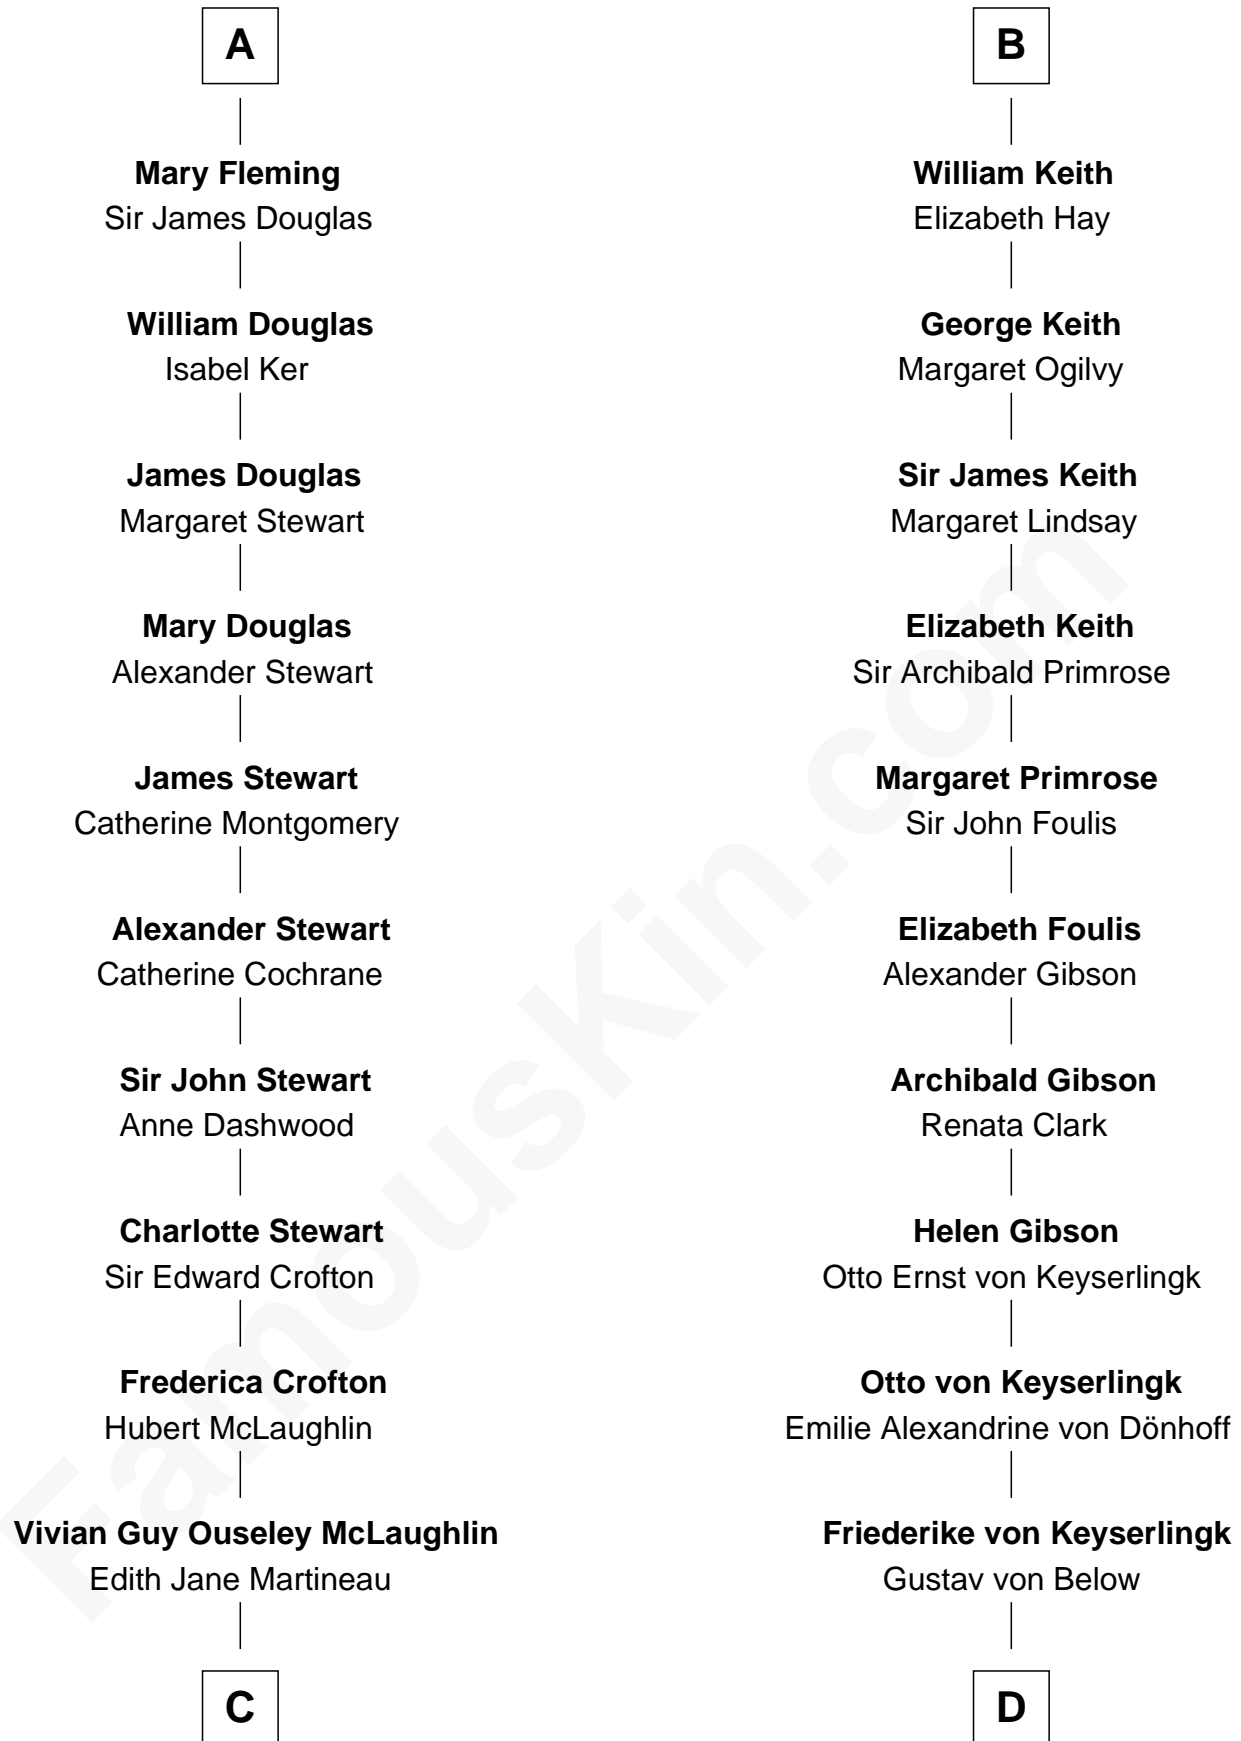 A
Mary Fleming
Sir James Douglas
William Douglas
Isabel Ker
James Douglas
Margaret Stewart
Mary Douglas
Alexander Stewart
James Stewart
Catherine Montgomery
Alexander Stewart
Catherine Cochrane
Sir John Stewart
Anne Dashwood
Charlotte Stewart
Sir Edward Crofton
Frederica Crofton
Hubert McLaughlin
Vivian Guy Ouseley McLaughlin
Edith Jane Martineau
C
B
William Keith
Elizabeth Hay
George Keith
Margaret Ogilvy
Sir James Keith
Margaret Lindsay
Elizabeth Keith
Sir Archibald Primrose
Margaret Primrose
Sir John Foulis
Elizabeth Foulis
Alexander Gibson
Archibald Gibson
Renata Clark
Helen Gibson
Otto Ernst von Keyserlingk
Otto von Keyserlingk
Emilie Alexandrine von Dönhoff
Friederike von Keyserlingk
Gustav von Below
D
FamousKin.com